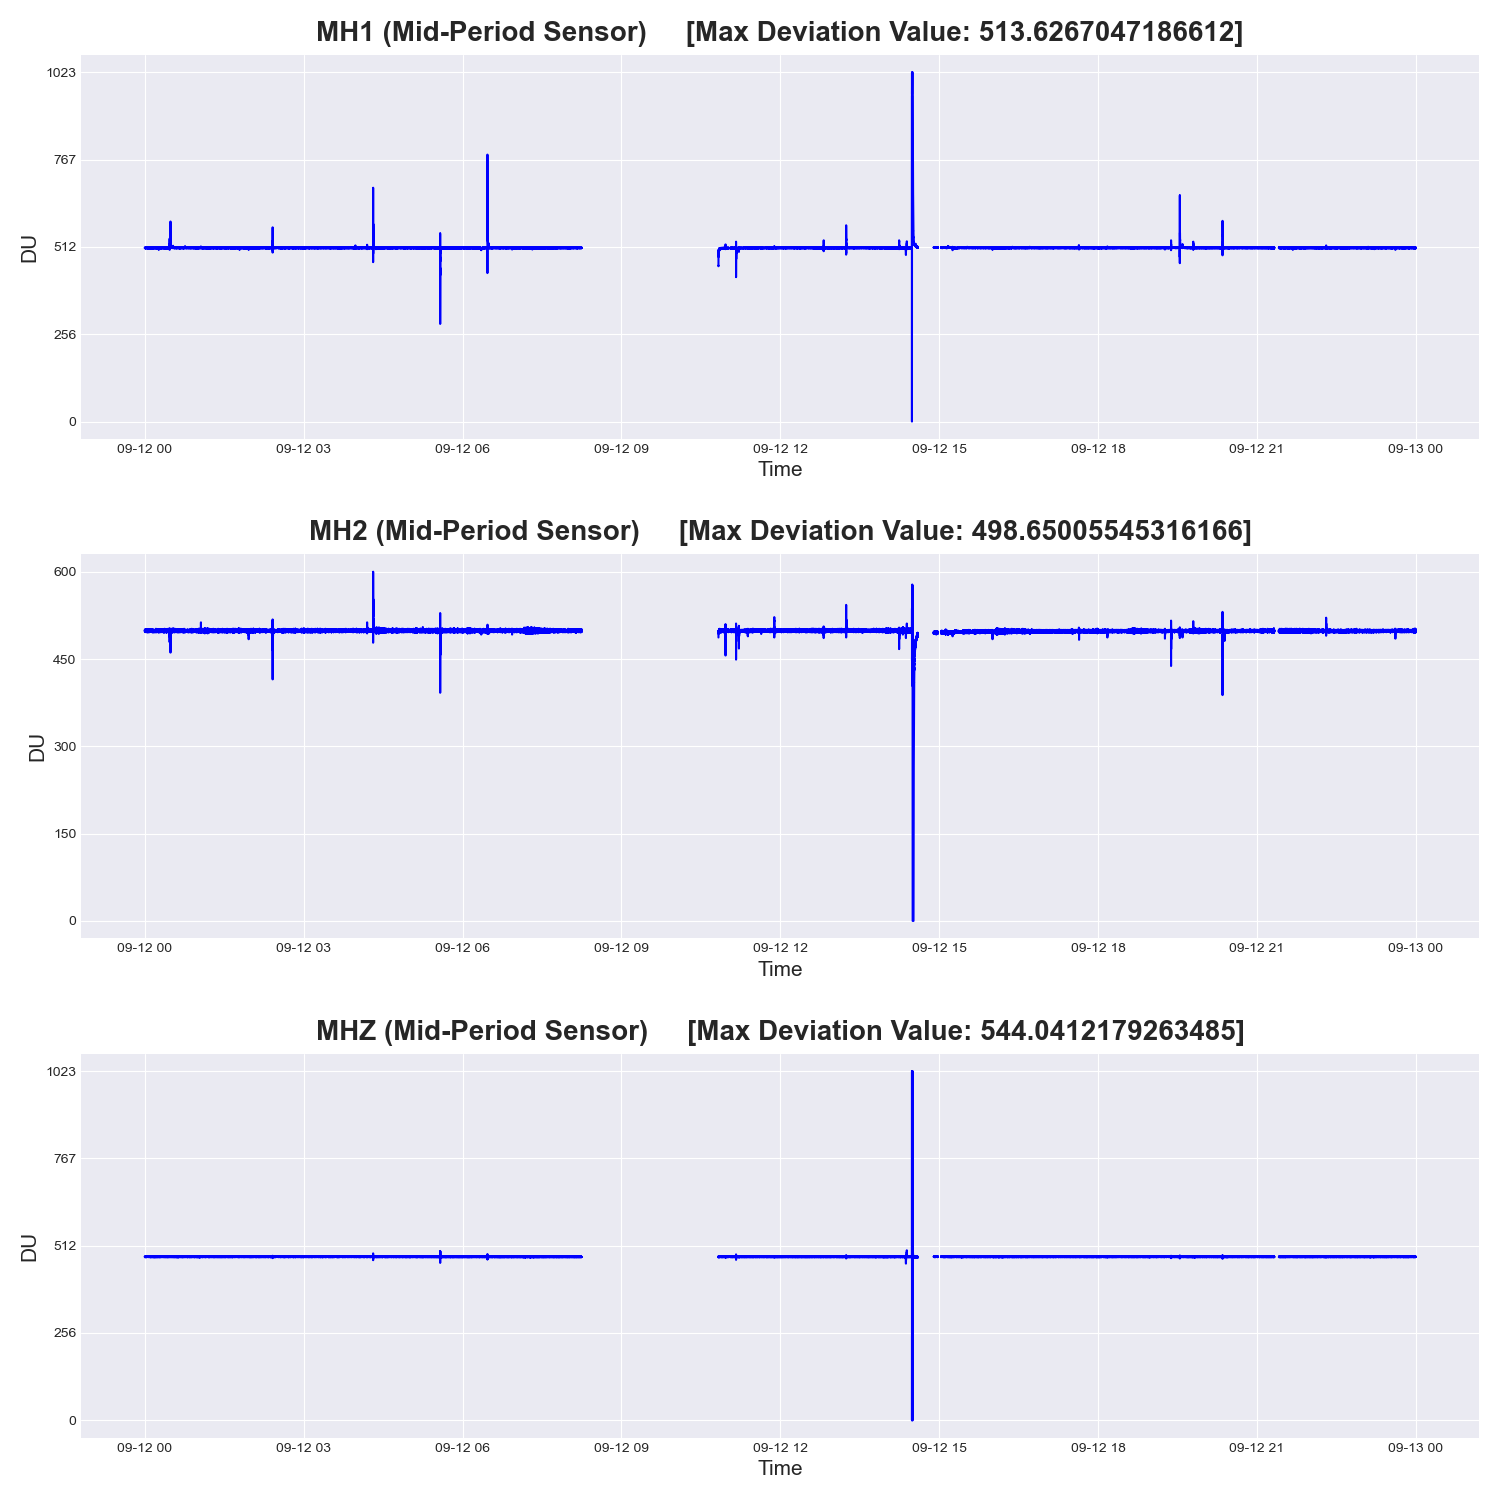 MH1 (Mid-Period Sensor) [Max Deviation Value: 513.6267047186612]
1023
767
512
256
0
DU
09-12 00 09-12 03 09-12 06 09-12 09 09-12 12 09-12 15 09-12 18 09-12 21 09-13 00
Time
MH2 (Mid-Period Sensor) [Max Deviation Value: 498.65005545316166]
600
450
300
150
0
DU
09-12 00 09-12 03 09-12 06 09-12 09 09-12 12 09-12 15 09-12 18 09-12 21 09-13 00
Time
MHZ (Mid-Period Sensor) [Max Deviation Value: 544.0412179263485]
1023
767
512
256
0
DU
09-12 00 09-12 03 09-12 06 09-12 09 09-12 12 09-12 15 09-12 18 09-12 21 09-13 00
Time